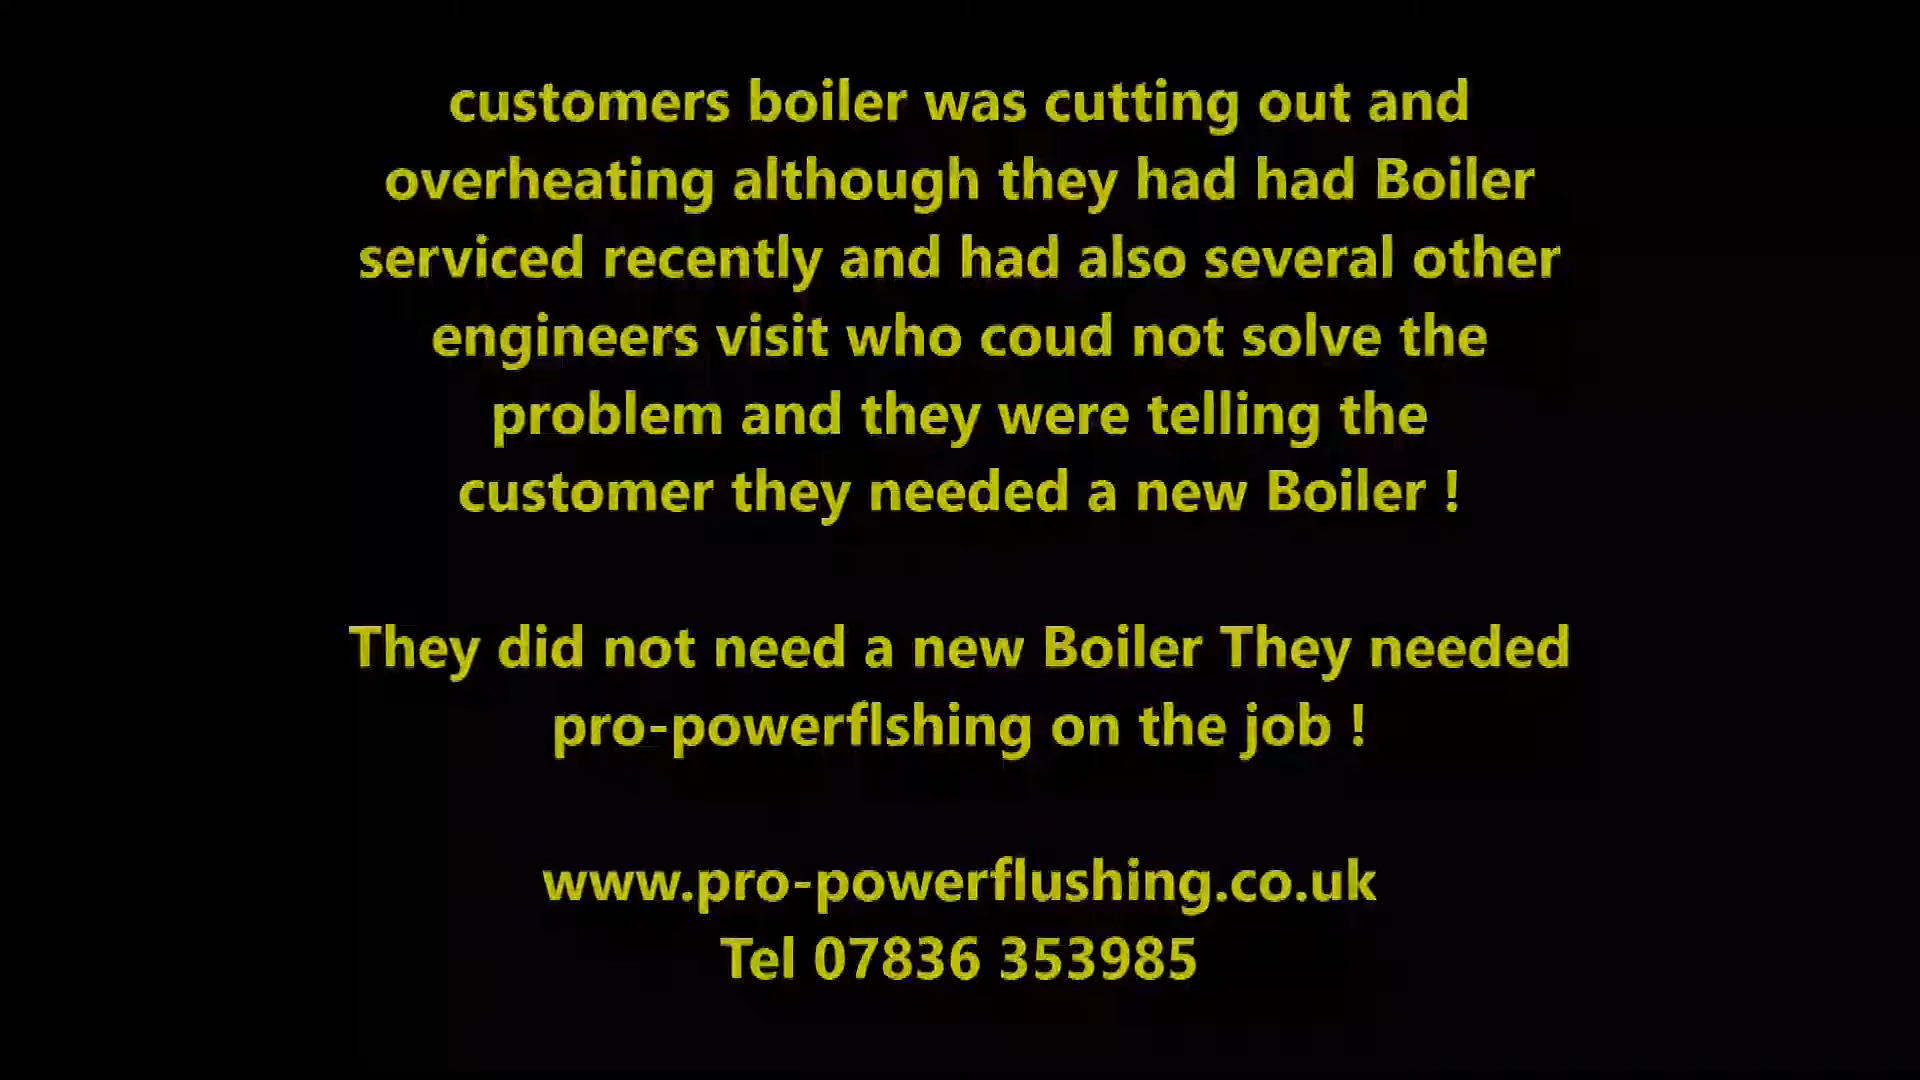 customers boiler was cutting out and
overheating although they had had Boiler
serviced recently and had also several other
engineers visit who coud not solve the
problem and they were telling the
customer they needed a new Boiler !
They did not need a new Boiler They needed
pro-powerflshing on the job !
www.pro-powerflushing.co.uk
Tel 07836 353985